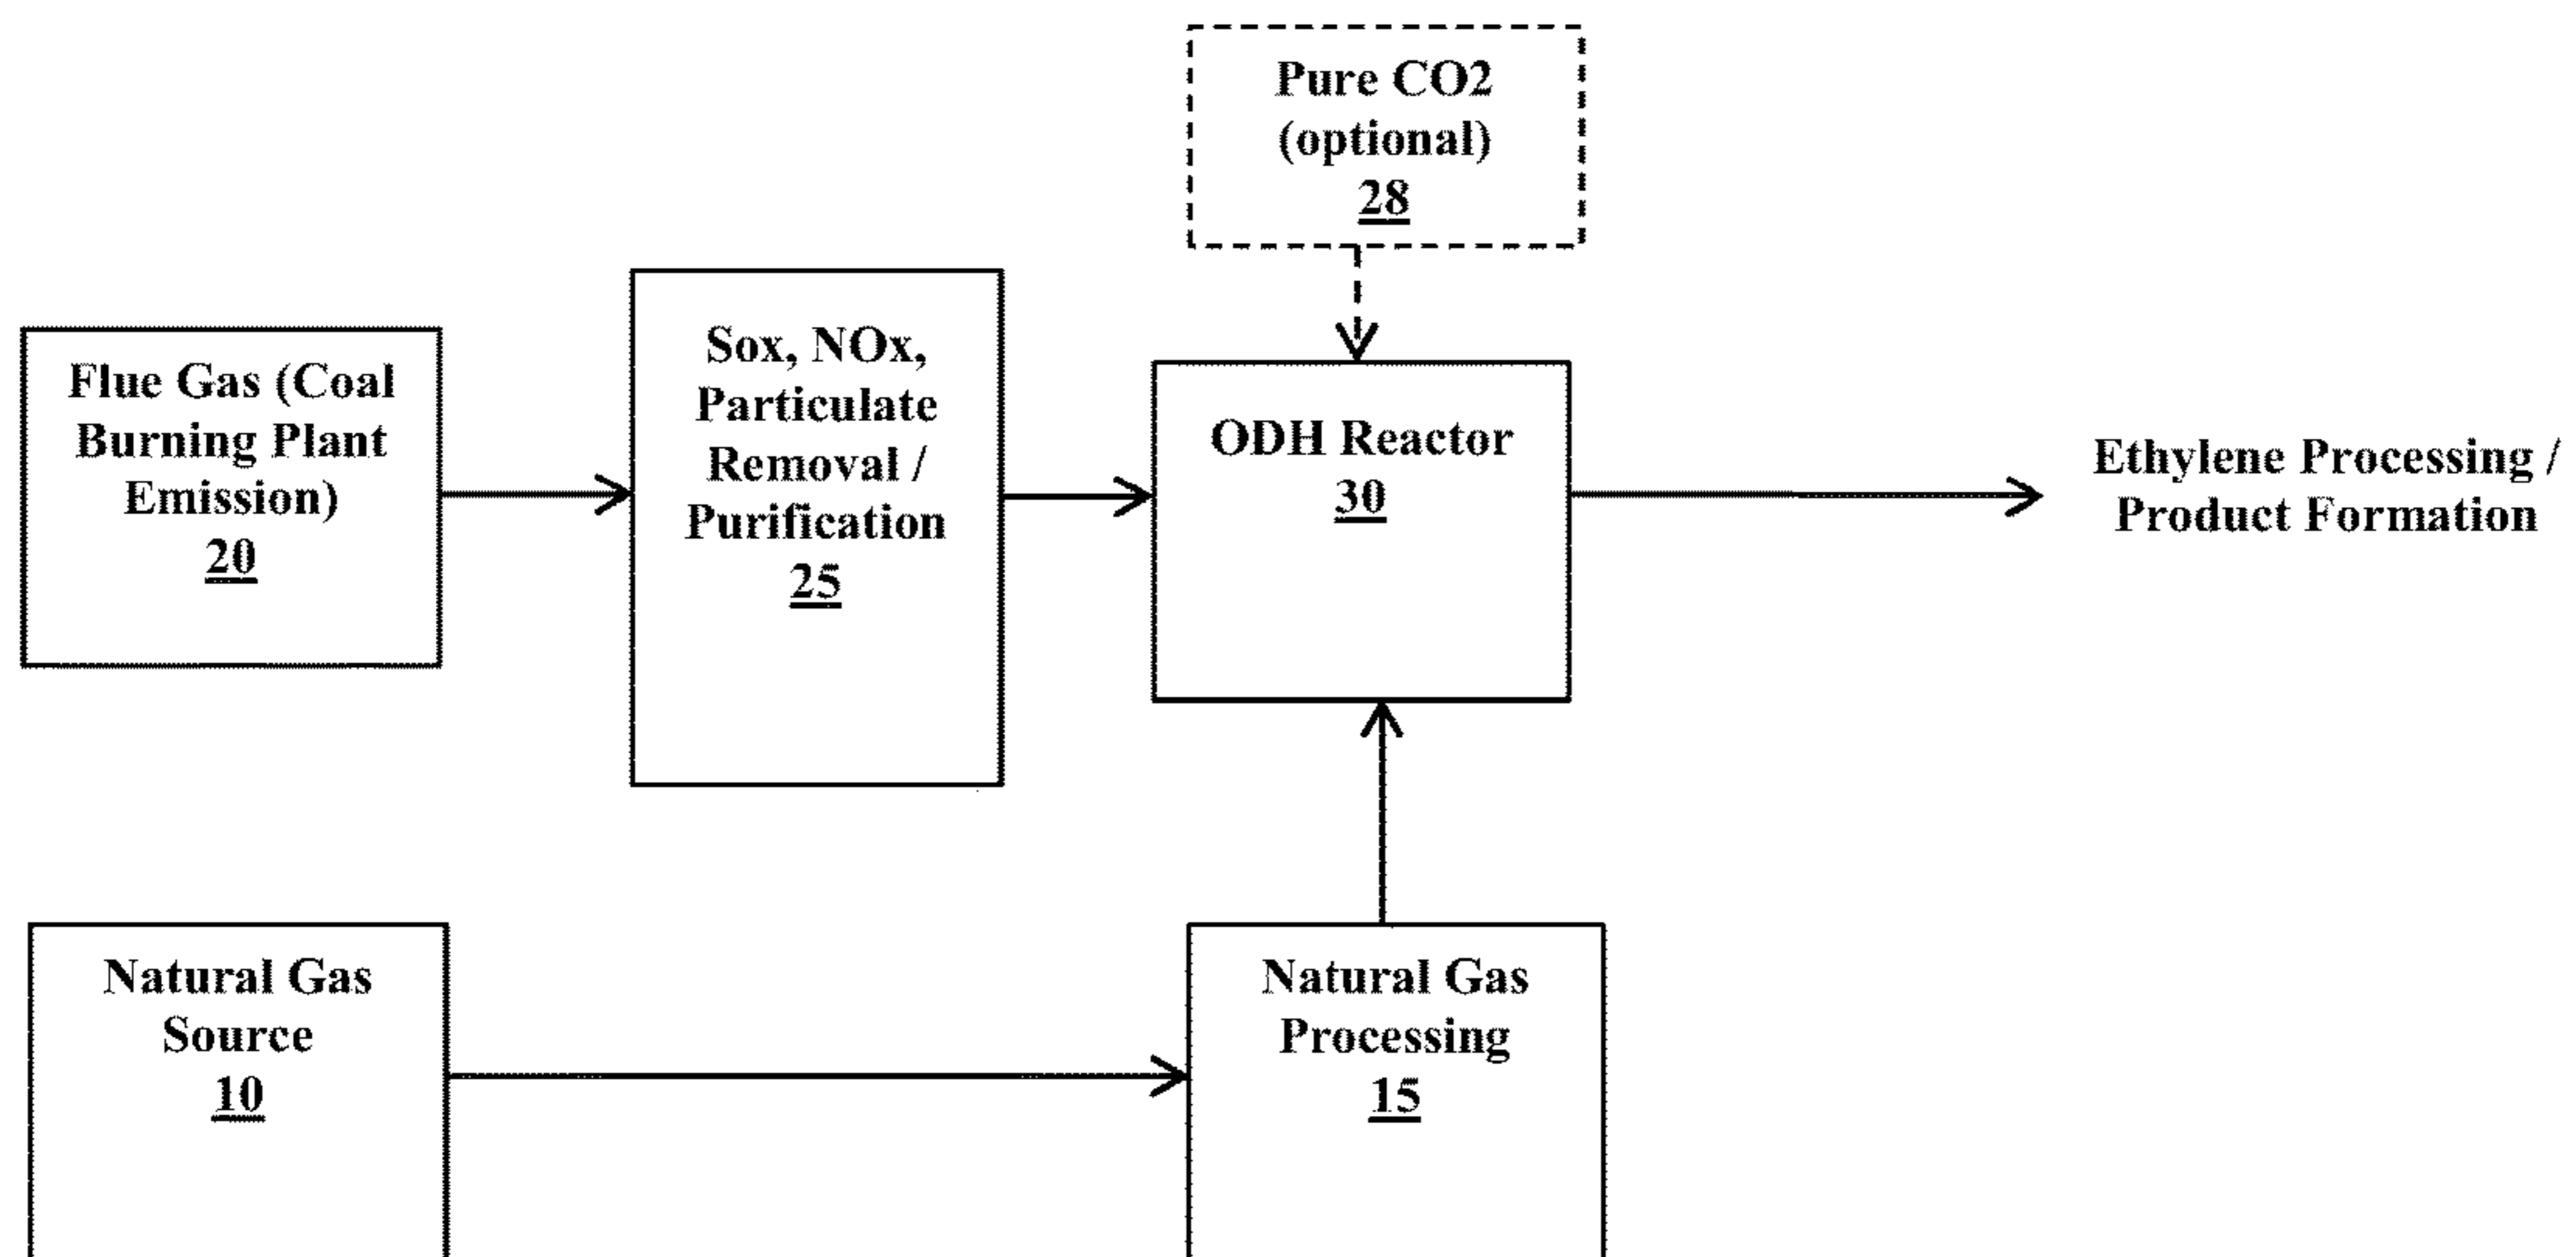 Pure CO2
(optional)
28
Flue Gas (Coal
Burning Plant
Emission)
20
Sox, NOx,
Particulate
Removal /
Purification
25
ODH Reactor
30
Ethylene Processing /
Product Formation
Natural Gas
Source
10
Natural Gas
Processing
15